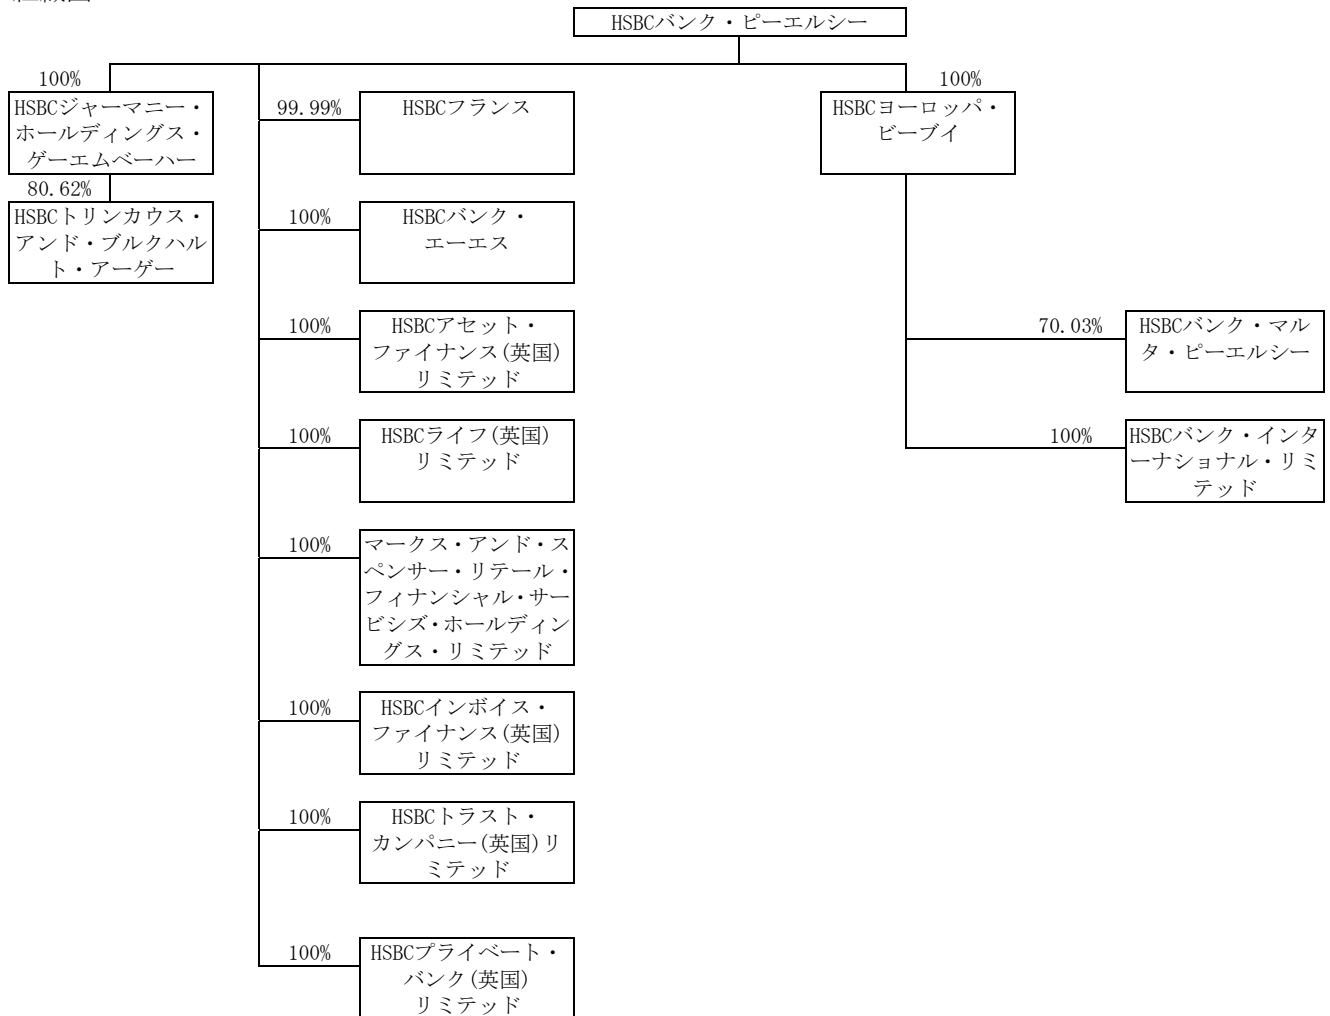 HSBCバンク・ピーエルシー
100%
HSBCジャーマニー・
ホールディングス・
ゲーエムベーハー
80.62%
HSBCトリンカウス・
アンド・ブルクハル
ト・アーゲー
99.99%
HSBCフランス
100%
HSBCバンク・
エーエス
100%
HSBCアセット・
ファイナンス(英国)
リミテッド
100%
HSBCライフ(英国)
リミテッド
100%
マークス・アンド・ス
ペンサー・リテール・
フィナンシャル・サー
ビシズ・ホールディン
グス・リミテッド
100%
HSBCインボイス・
ファイナンス(英国)
リミテッド
100%
HSBCトラスト・
カンパニー(英国)リ
ミテッド
100%
HSBCプライベート・
バンク(英国)
リミテッド
100%
HSBCヨーロッパ・
ビーブイ
70.03%
HSBCバンク・マル
タ・ピーエルシー
100%
HSBCバンク・インタ
ーナショナル・リミ
テッド